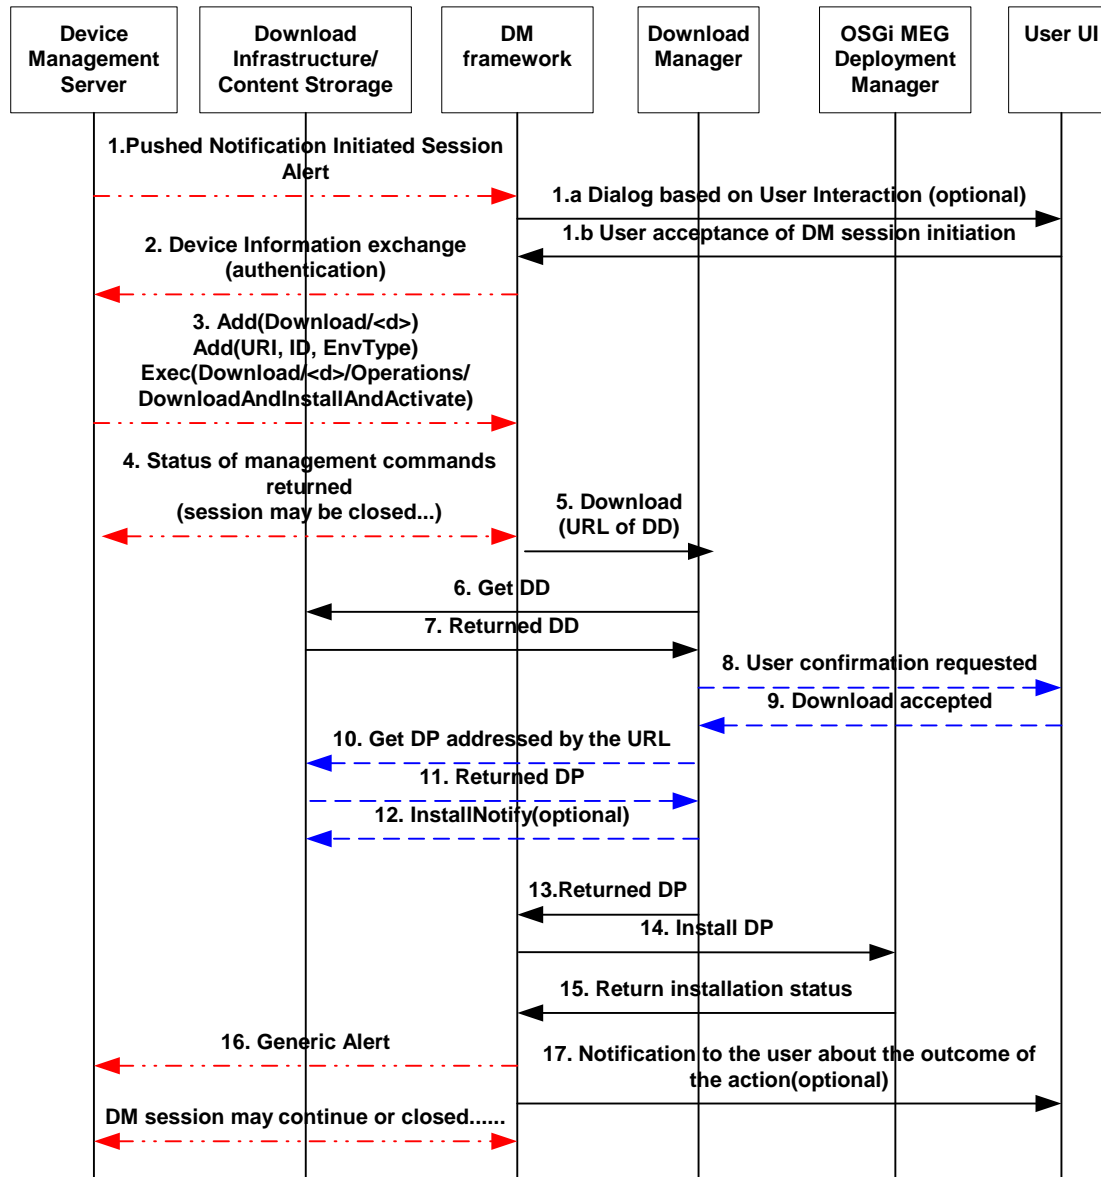 Device
Management
Server
Download
Infrastructure/
Content Strorage
DM
framework
Download
Manager
OSGi MEG
Deployment
Manager
User UI
1.Pushed Notification Initiated Session
Alert
1.a Dialog based on User Interaction (optional)
1.b User acceptance of DM session initiation
2. Device Information exchange
(authentication)
3. Add(Download/<d>)
Add(URI, ID, EnvType)
Exec(Download/<d>/Operations/
DownloadAndInstallAndActivate)
4. Status of management commands
returned
(session may be closed...)
5. Download
(URL of DD)
6. Get DD
7. Returned DD
8. User confirmation requested
9. Download accepted
10. Get DP addressed by the URL
11. Returned DP
12. InstallNotify(optional)
13.Returned DP
14. Install DP
15. Return installation status
16. Generic Alert
17. Notification to the user about the outcome of
the action(optional)
DM session may continue or closed......